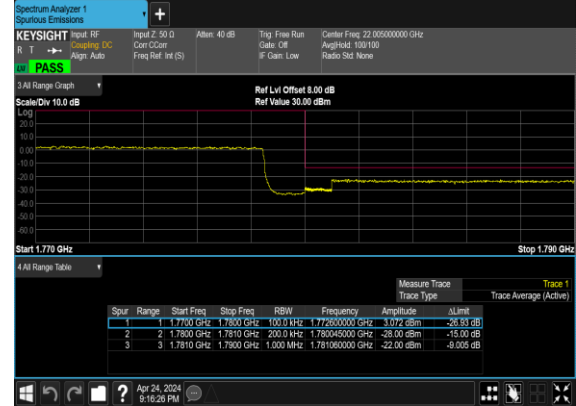 Spectrum Analyzer 1
Spurious Emissions
KEYSIGHT
R T
LNI PASS
Input: RF
Coupling: DC
Align: Auto
Input Z: 50 Ω
Corr CCorr
Freq Ref: Int (S)
Atten: 40 dB
Trig: Free Run
Gate: Off
IF Gain: Low
Center Freq: 22.005000000 GHz
Avg|Hold: 100/100
Radio Std: None
3 All Range Graph
Scale/Div 10.0 dB
Ref Lvl Offset 8.00 dB
Ref Value 30.00 dBm
Log
20.0
10.0
0.00
-10.0
-20.0
-30.0
-40.0
-50.0
-60.0
Start 1.770 GHz
Stop 1.790 GHz
4 All Range Table
Measure Trace Trace 1
Trace Type Trace Average (Active)
Spur Range Start Freq Stop Freq RBW Frequency Amplitude ΔLimit
1 1 1.7700 GHz 1.7800 GHz 100.0 kHz 1.772600000 GHz 3.072 dBm -26.93 dB
2 2 1.7800 GHz 1.7810 GHz 200.0 kHz 1.780045000 GHz -28.00 dBm -15.00 dB
3 3 1.7810 GHz 1.7900 GHz 1.000 MHz 1.781060000 GHz -22.00 dBm -9.005 dB
Apr 24, 2024
9:16:26 PM